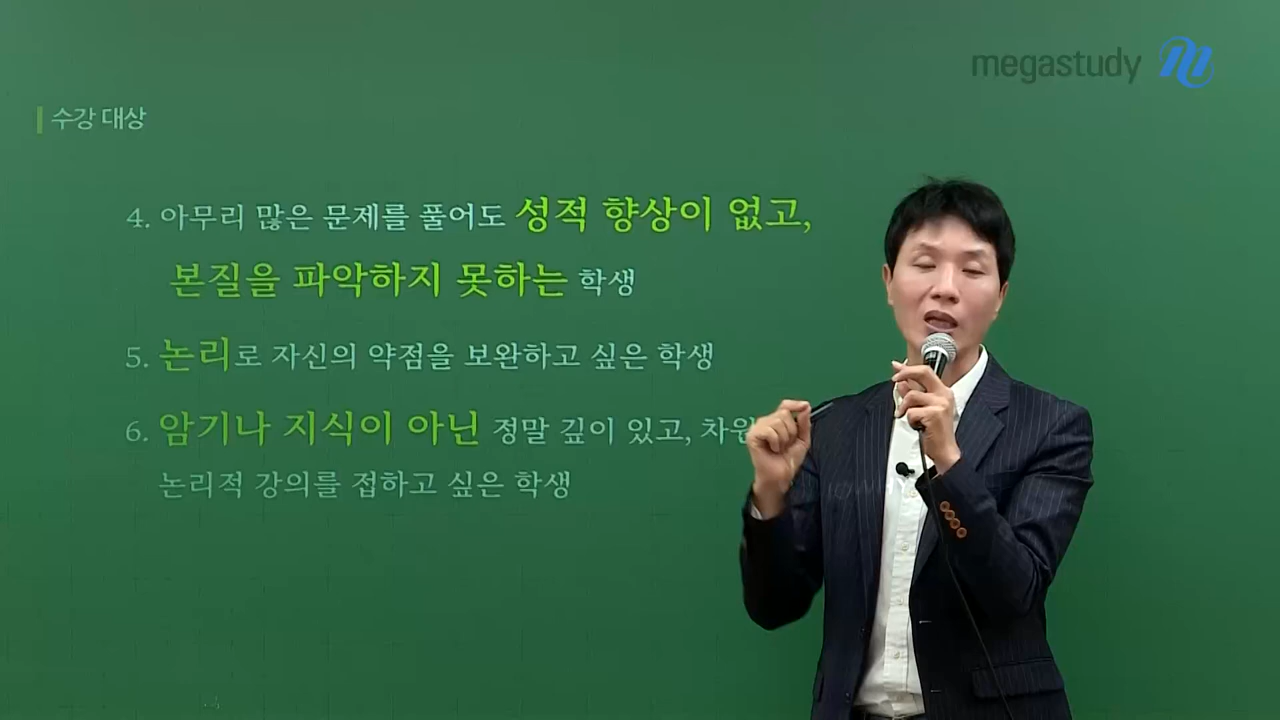 megastudy
수강 대상
4. 아무리 많은 문제를 풀어도 성적 향상이 없고,
본질을 파악하지 못하는 학생
5. 논리로 자신의 약점을 보완하고 싶은 학생
6. 암기나 지식이 아닌 정말 깊이 있고,
논리적 강의를 접하고 싶은 학생